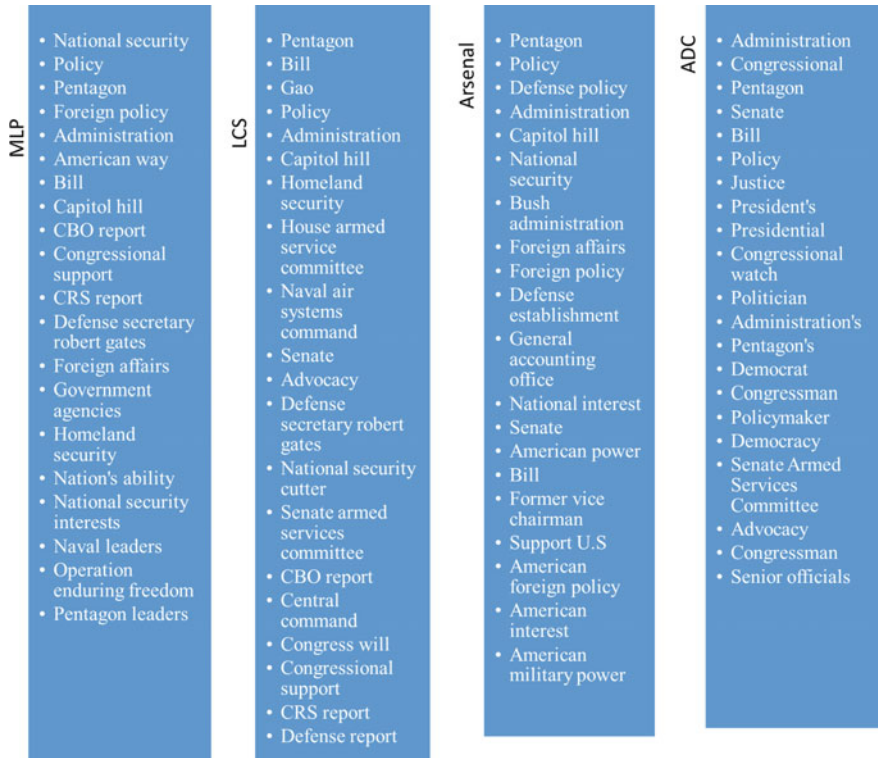 MLP
• National security
• Policy
• Pentagon
• Foreign policy
• Administration
• American way
• Bill
• Capitol hill
• CBO report
• Congressional
support
• CRS report
• Defense secretary
robert gates
• Foreign affairs
• Government
agencies
• Homeland
security
• Nation's ability
• National security
interests
• Naval leaders
• Operation
enduring freedom
• Pentagon leaders
LCS
• Pentagon
• Bill
• Gao
• Policy
• Administration
• Capitol hill
• Homeland
security
• House armed
service
committee
• Naval air
systems
command
• Senate
• Advocacy
• Defense
secretary robert
gates
• National security
cutter
• Senate armed
services
committee
• CBO report
• Central
command
• Congress will
• Congressional
support
• CRS report
• Defense report
Arsenal
• Pentagon
• Policy
• Defense policy
• Administration
• Capitol hill
• National
security
• Bush
administration
• Foreign affairs
• Foreign policy
• Defense
establishment
• General
accounting
office
• National interest
• Senate
• American power
• Bill
• Former vice
chairman
• Support U.S
• American
foreign policy
• American
interest
• American
military power
ADC
• Administration
• Congressional
• Pentagon
• Senate
• Bill
• Policy
• Justice
• President's
• Presidential
• Congressional
watch
• Politician
• Administration's
• Pentagon's
• Democrat
• Congressman
• Policymaker
• Democracy
• Senate Armed
Services
Committee
• Advocacy
• Congressman
• Senior officials